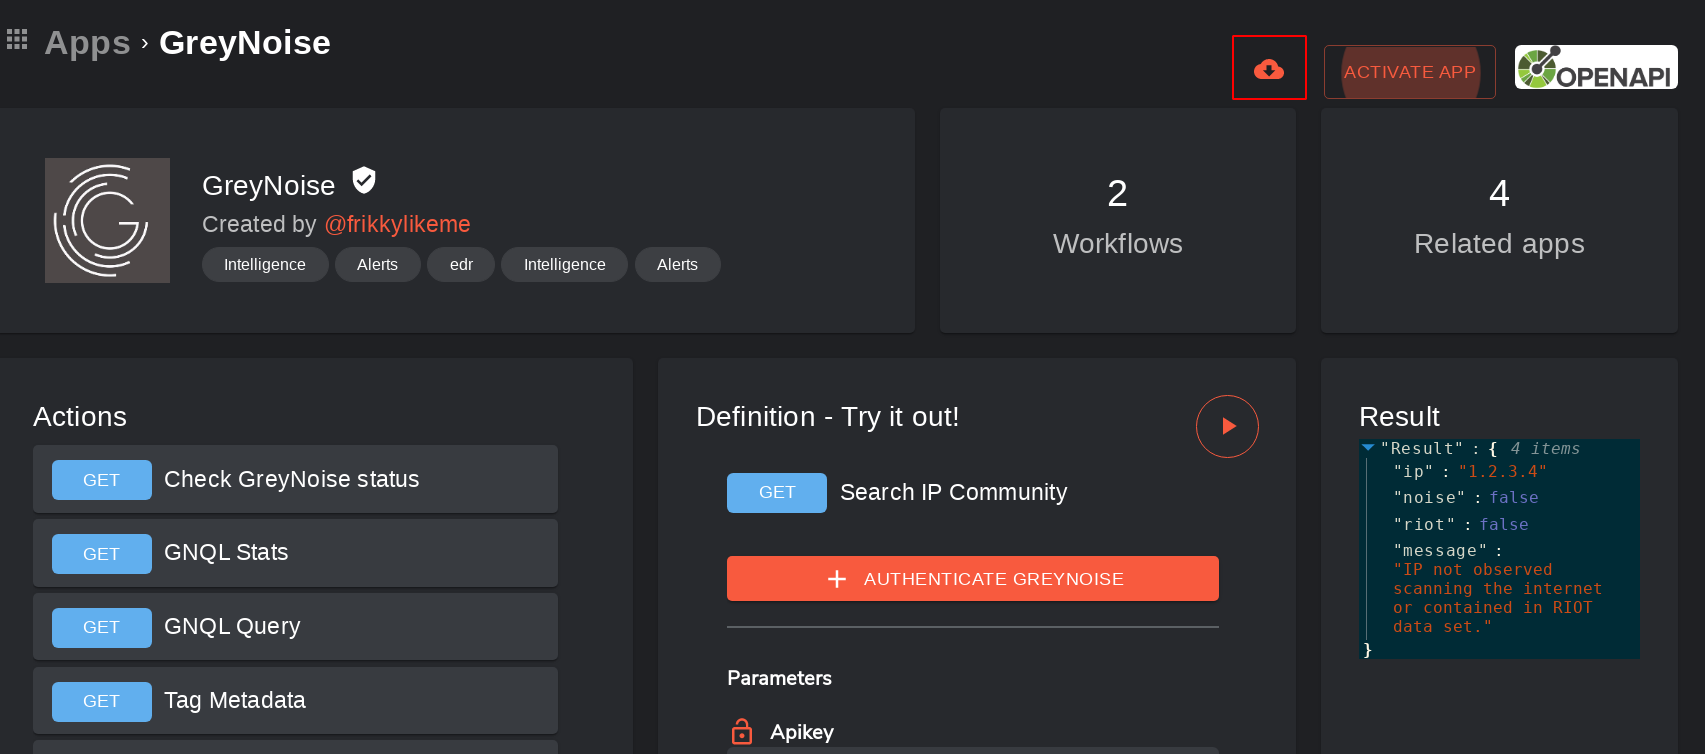 Apps › GreyNoise
ACTIVATE APP
OPENAPI
GreyNoise
Created by @frikkylikeme
Intelligence Alerts edr Intelligence Alerts
2
Workflows
4
Related apps
Actions
GET Check GreyNoise status
GET GNQL Stats
GET GNQL Query
GET Tag Metadata
Definition - Try it out!
GET Search IP Community
AUTHENTICATE GREYNOISE
Parameters
Apikey
Result
"Result" : { 4 items
"ip" : "1.2.3.4"
"noise" : false
"riot" : false
"message" :
"IP not observed
scanning the internet
or contained in RIOT
data set."
}